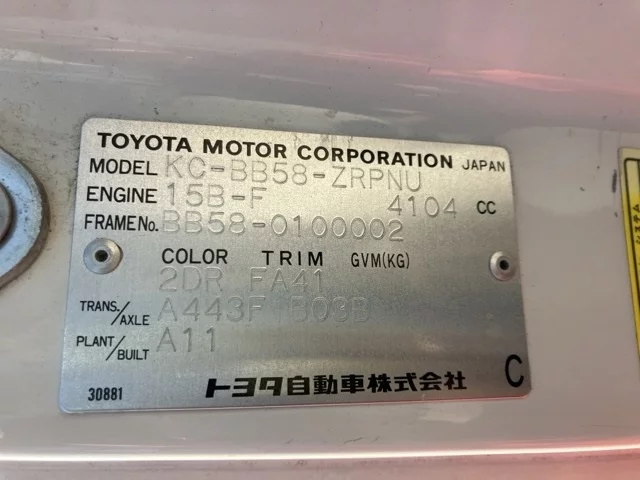 TOYOTA MOTOR CORPORATION JAPAN
MODEL KC-BB58-ZRPNU
ENGINE 15B-F 4104 CC
FRAME No. BB58-0100002
COLOR TRIM GVM(KG)
2DR FA41
TRANS./AXLE A443F B03B
PLANT/BUILT A11
30881 トヨタ自動車株式会社 C